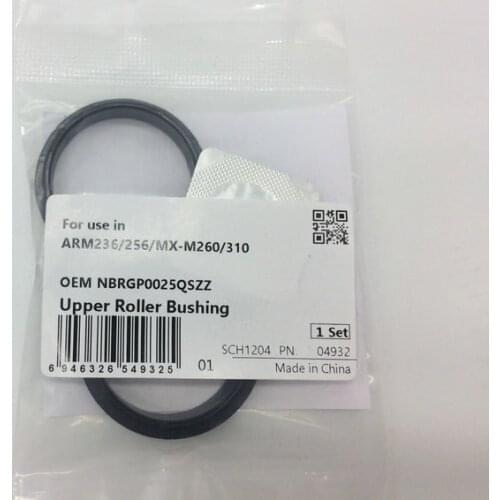 For use in
ARM236/256/MX-M260/310
OEM NBRGP0025QSZZ
Upper Roller Bushing
1 Set
SCH1204 PN: 04932
6 946326 549325 01
Made in China